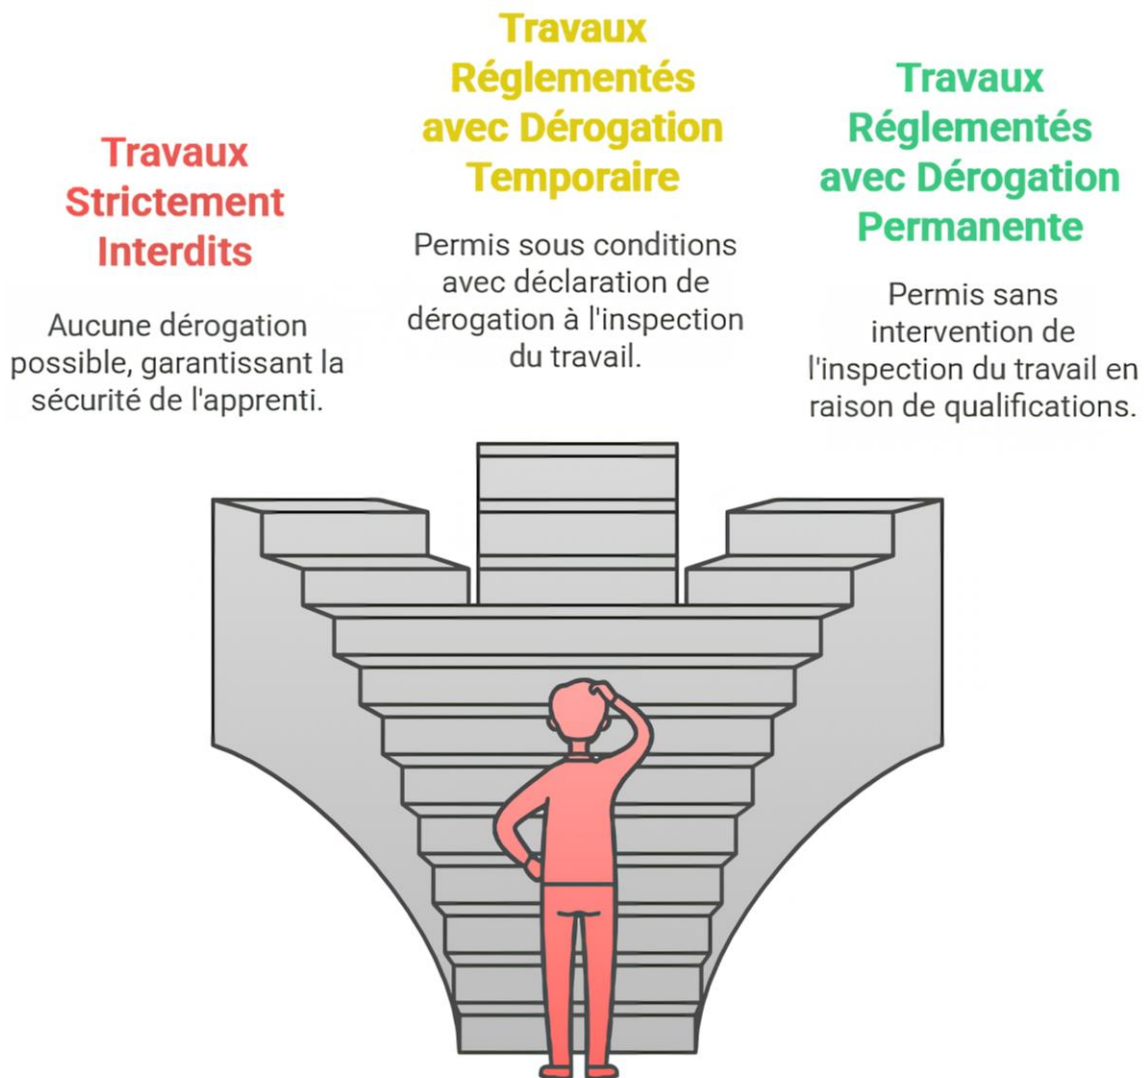 Travaux
Strictement
Interdits
Aucune dérogation
possible, garantissant la
sécurité de l'apprenti.
Travaux
Réglementés
avec Dérogation
Temporaire
Permis sous conditions
avec déclaration de
dérogation à l'inspection
du travail.
Travaux
Réglementés
avec Dérogation
Permanente
Permis sans
intervention de
l'inspection du travail en
raison de qualifications.